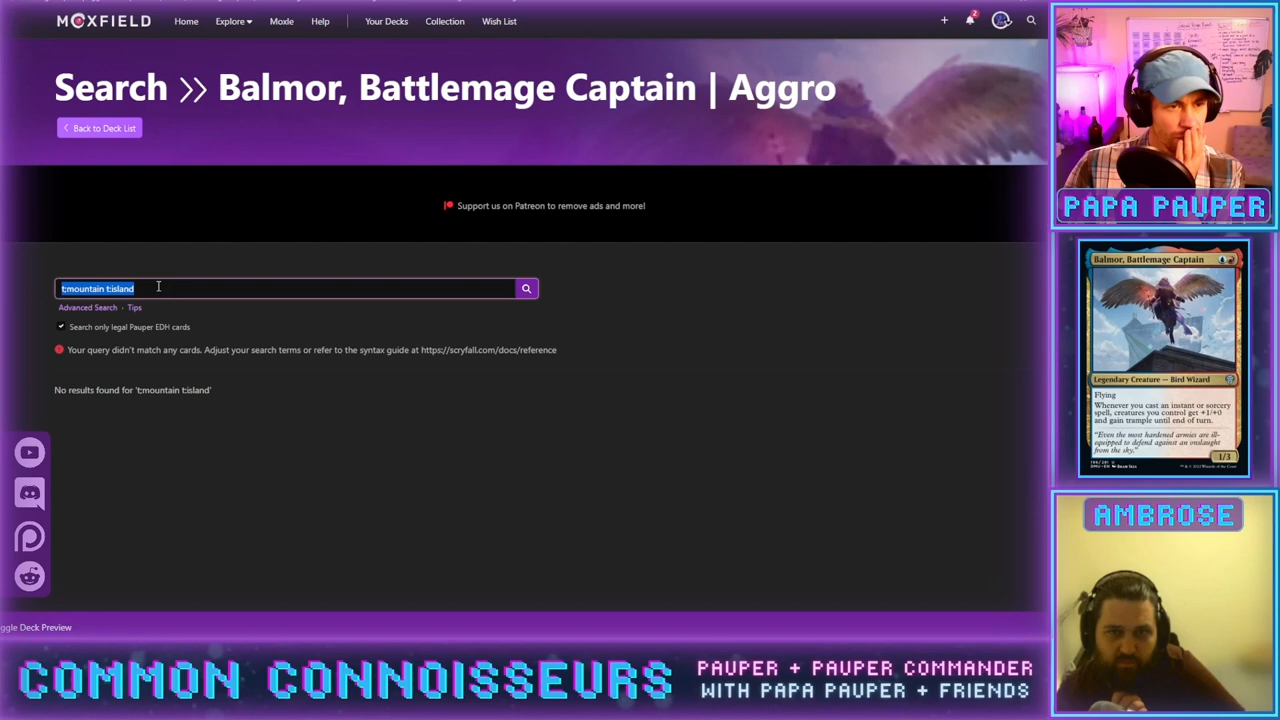 MOXFIELD
Home
Explore
Moxie
Help
Your Decks
Collection
Wish List
2
Search >> Balmor, Battlemage Captain | Aggro
Back to Deck List
Support us on Patreon to remove ads and more!
t:mountain t:island
Advanced Search · Tips
Search only legal Pauper EDH cards
Your query didn't match any cards. Adjust your search terms or refer to the syntax guide at https://scryfall.com/docs/reference
No results found for 't:mountain t:island'
ggle Deck Preview
PAPA PAUPER
Balmor, Battlemage Captain
Legendary Creature — Bird Wizard
Flying
Whenever you cast an instant or sorcery
spell, creatures you control get +1/+0
and gain trample until end of turn.
"Even the most hardened armies are ill-
equipped to defend against an onslaught
from the sky."
1/3
AMBROSE
COMMON CONNOISSEURS
PAUPER + PAUPER COMMANDER
WITH PAPA PAUPER + FRIENDS